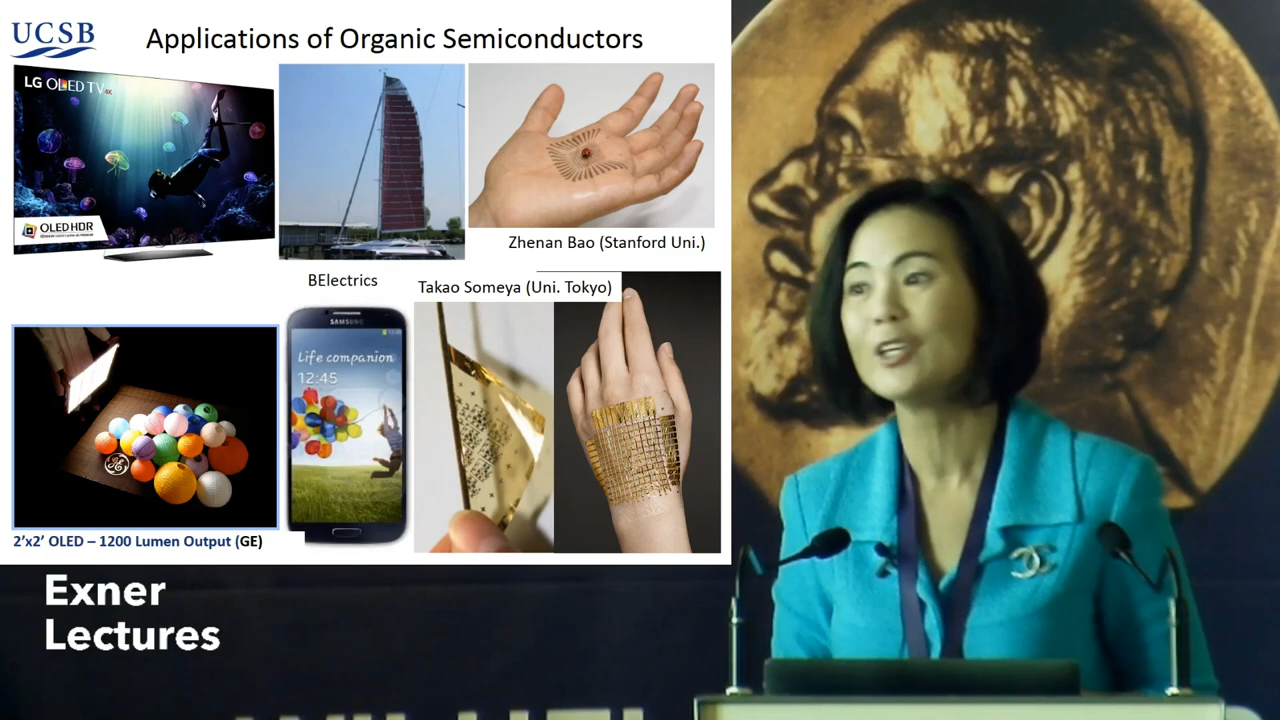 UCSB
Applications of Organic Semiconductors
LG OLED TV 4K
OLED HDR
Zhenan Bao (Stanford Uni.)
BElectrics
Takao Someya (Uni. Tokyo)
SAMSUNG
Life companion
12:45
GE
2’x2’ OLED – 1200 Lumen Output (GE)
Exner
Lectures